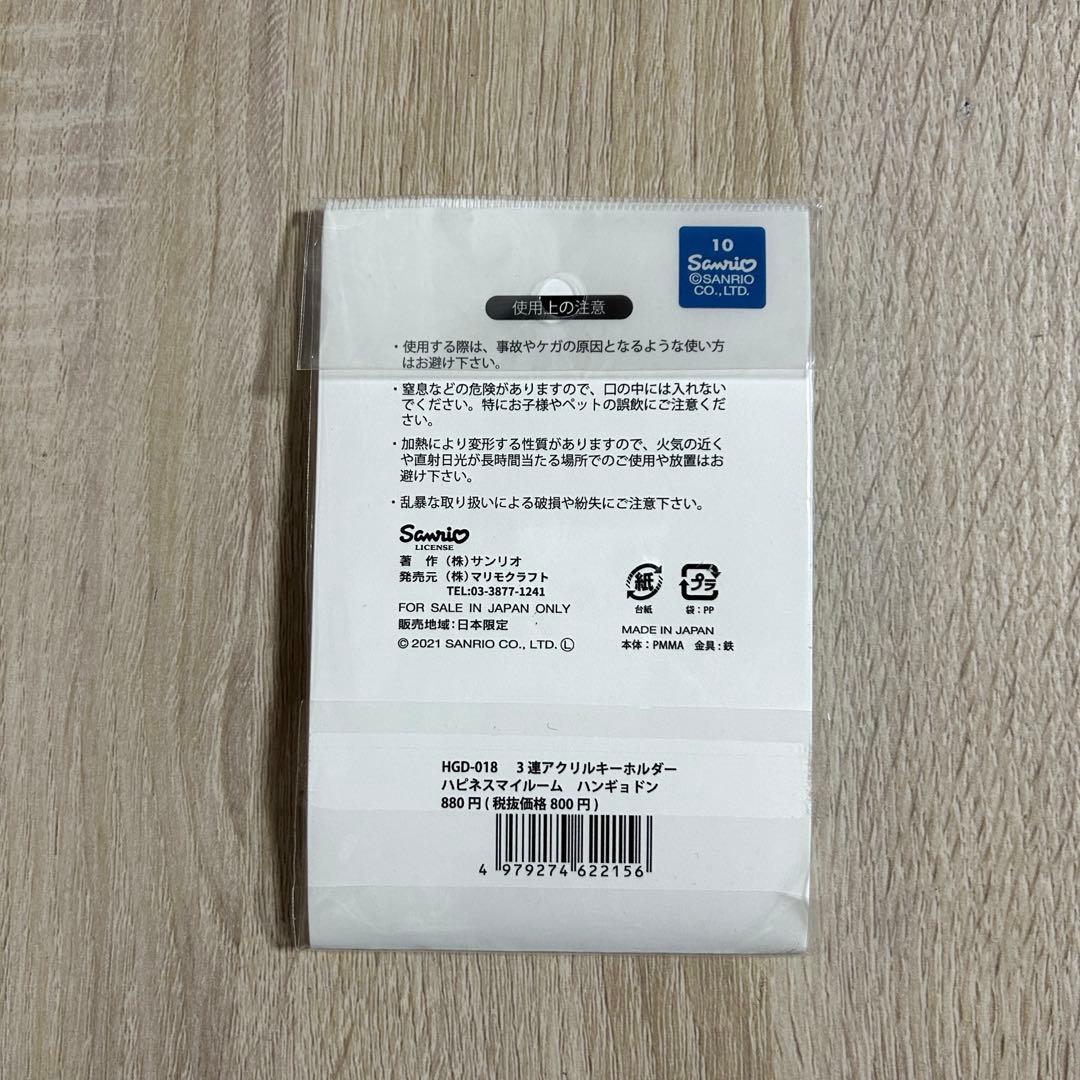 10
Sanrio
©SANRIO
CO.,LTD.
使用上の注意
・使用する際は、事故やケガの原因となるような使い方
はお避け下さい。
・窒息などの危険がありますので、口の中には入れない
でください。特にお子様やペットの誤飲にご注意くだ
さい。
・加熱により変形する性質がありますので、火気の近く
や直射日光が長時間当たる場所でのご使用や放置はお
避け下さい。
・乱暴な取り扱いによる破損や紛失にご注意下さい。
Sanrio
LICENSE
著 作 (株)サンリオ
発売元 (株)マリモクラフト
TEL:03-3877-1241
FOR SALE IN JAPAN ONLY
販売地域:日本限定
© 2021 SANRIO CO., LTD. Ⓛ
紙
台紙
プラ
袋:PP
MADE IN JAPAN
本体:PMMA 金具:鉄
HGD-018 3連アクリルキーホルダー
ハピネスマイルーム ハンギョドン
880円(税抜価格800円)
4 979274 622156